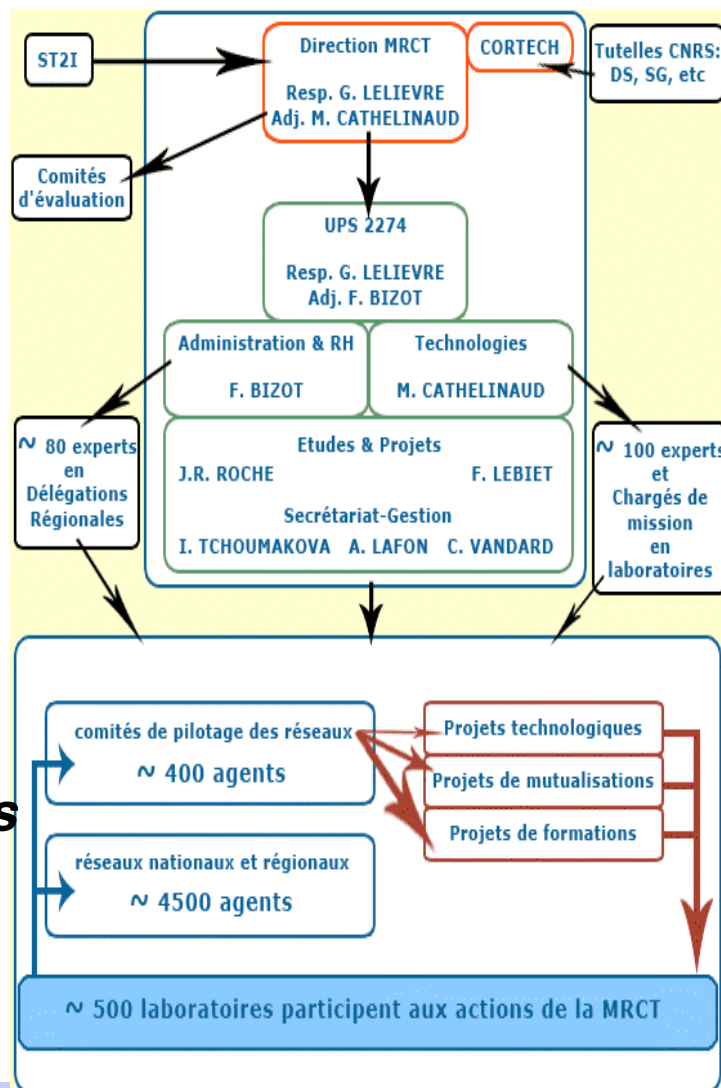 ST2I
Direction MRCT
Resp. G. LELIEVRE
Adj. M. CATHELINAUD
CORTECH
Tutelles CNRS:
DS, SG, etc
Comités
d'évaluation
UPS 2274
Resp. G. LELIEVRE
Adj. F. BIZOT
Administration & RH
F. BIZOT
Technologies
M. CATHELINAUD
~ 80 experts
en
Délégations
Régionales
Etudes & Projets
J.R. ROCHE F. LEBIET
Secrétariat-Gestion
I. TCHOUMAKOVA A. LAFON C. VANDARD
~ 100 experts
et
Chargés de
mission
en
laboratoires
comités de pilotage des réseaux
~ 400 agents
Projets technologiques
Projets de mutualisations
Projets de formations
s
réseaux nationaux et régionaux
~ 4500 agents
~ 500 laboratoires participent aux actions de la MRCT